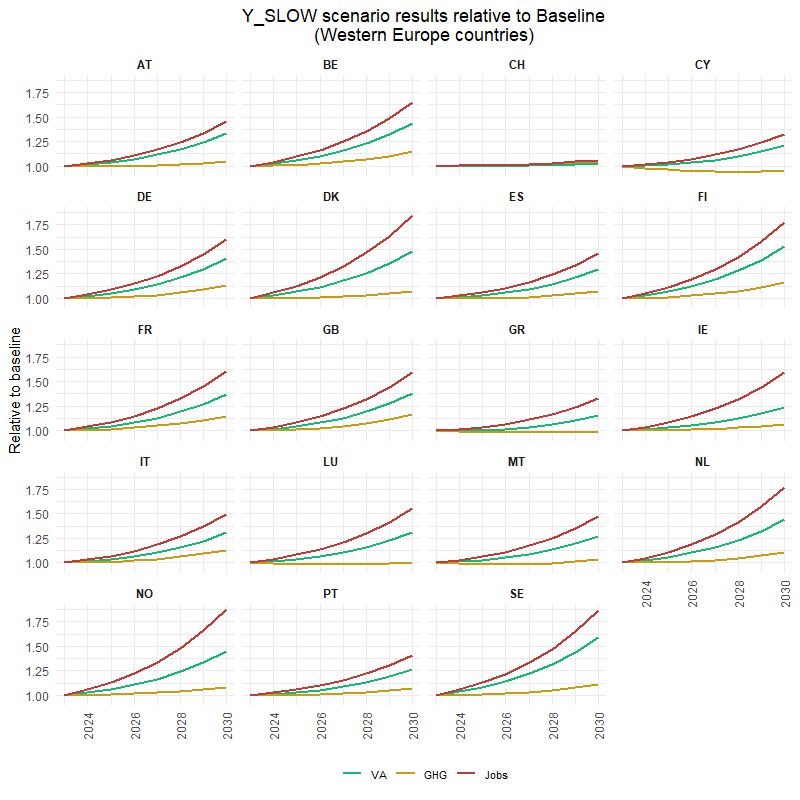 Y_SLOW scenario results relative to Baseline
(Western Europe countries)
AT BE CH CY
1.75
1.50
1.25
1.00
DE DK ES FI
1.75
1.50
1.25
1.00
FR GB GR IE
1.75
1.50
1.25
1.00
Relative to baseline
IT LU MT NL
1.75
1.50
1.25
1.00
2024 2026 2028 2030
NO PT SE
1.75
1.50
1.25
1.00
2024 2026 2028 2030 2024 2026 2028 2030 2024 2026 2028 2030
VA GHG Jobs